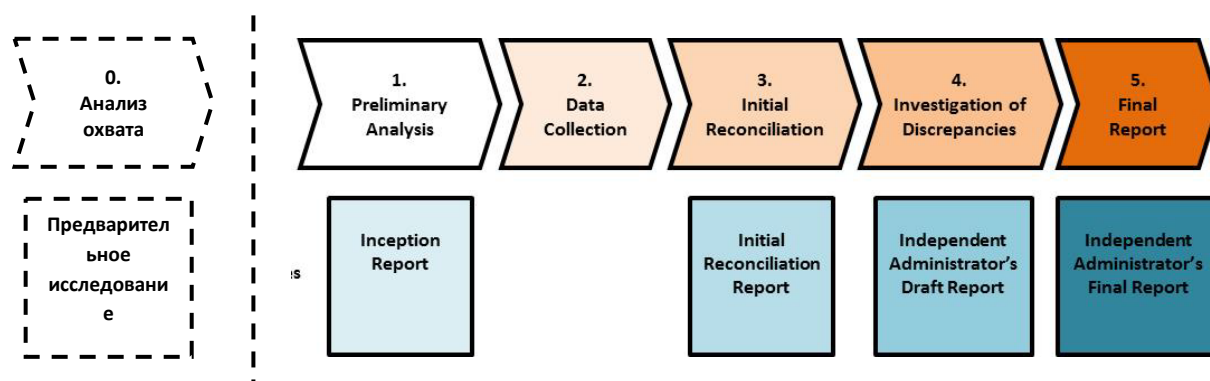 0.
Анализ
охвата
1.
Preliminary
Analysis
2.
Data
Collection
3.
Initial
Reconciliation
4.
Investigation of
Discrepancies
5.
Final
Report
Предварител
ьное
исследовани
е
Inception
Report
Initial
Reconciliation
Report
Independent
Administrator's
Draft Report
Independent
Administrator's
Final Report